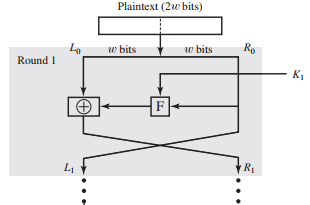 Plaintext (2w bits)
L0 w bits w bits R0
Round 1
K1
F
L1 R1